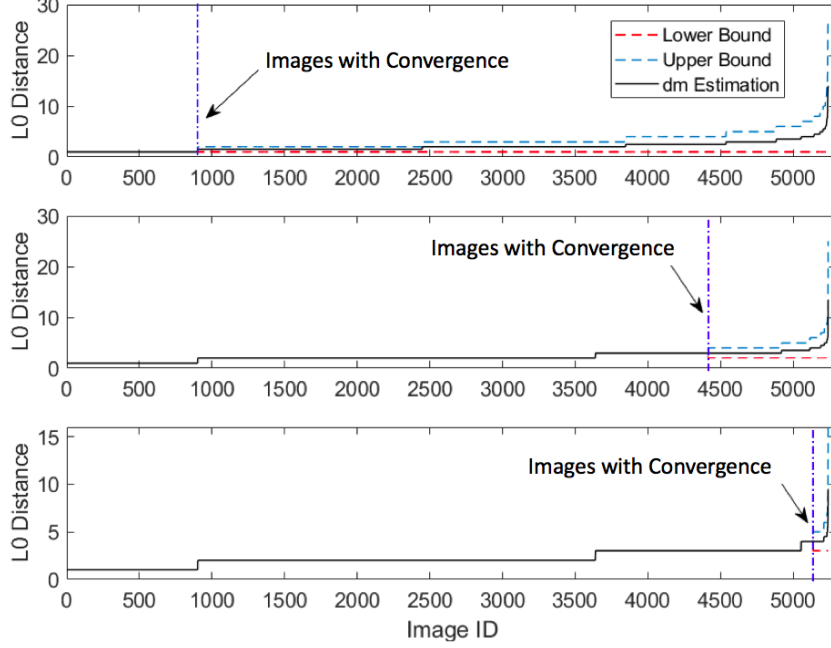 30
20
10
0
L0 Distance
Images with Convergence
Lower Bound
Upper Bound
dm Estimation
0 500 1000 1500 2000 2500 3000 3500 4000 4500 5000
30
20
10
0
L0 Distance
Images with Convergence
0 500 1000 1500 2000 2500 3000 3500 4000 4500 5000
15
10
5
0
L0 Distance
Images with Convergence
0 500 1000 1500 2000 2500 3000 3500 4000 4500 5000
Image ID